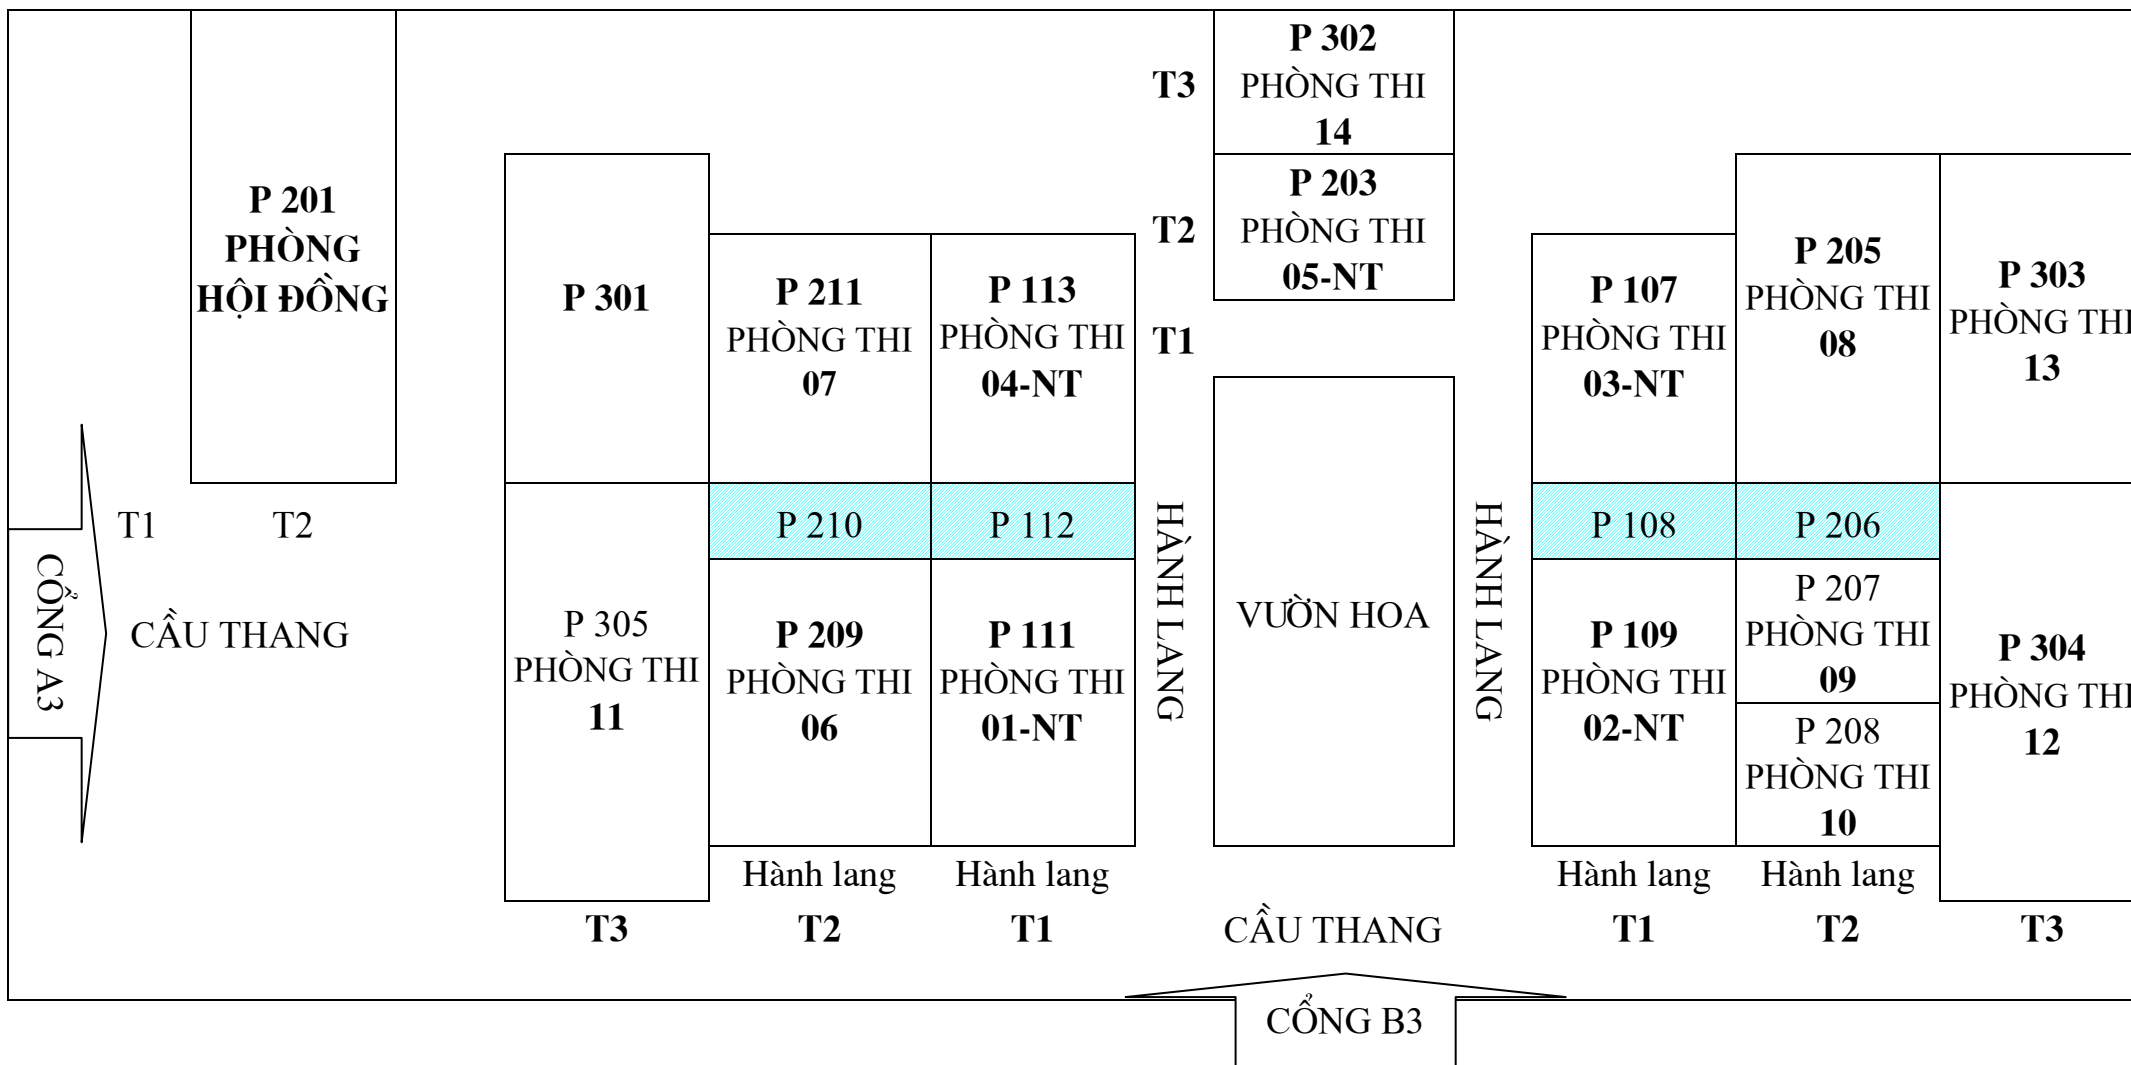 P 201
PHÒNG
HỘI ĐỒNG
T1
T2
CỔNG A3
CẦU THANG
P 301
P 305
PHÒNG THI
11
T3
P 211
PHÒNG THI
07
P 210
P 209
PHÒNG THI
06
Hành lang
T2
P 113
PHÒNG THI
04-NT
P 112
P 111
PHÒNG THI
01-NT
Hành lang
T1
T3
T2
T1
HÀNH LANG
P 302
PHÒNG THI
14
P 203
PHÒNG THI
05-NT
VƯỜN HOA
CẦU THANG
CỔNG B3
HÀNH LANG
P 107
PHÒNG THI
03-NT
P 108
P 109
PHÒNG THI
02-NT
Hành lang
T1
P 205
PHÒNG THI
08
P 206
P 207
PHÒNG THI
09
P 208
PHÒNG THI
10
Hành lang
T2
P 303
PHÒNG THI
13
P 304
PHÒNG THI
12
T3